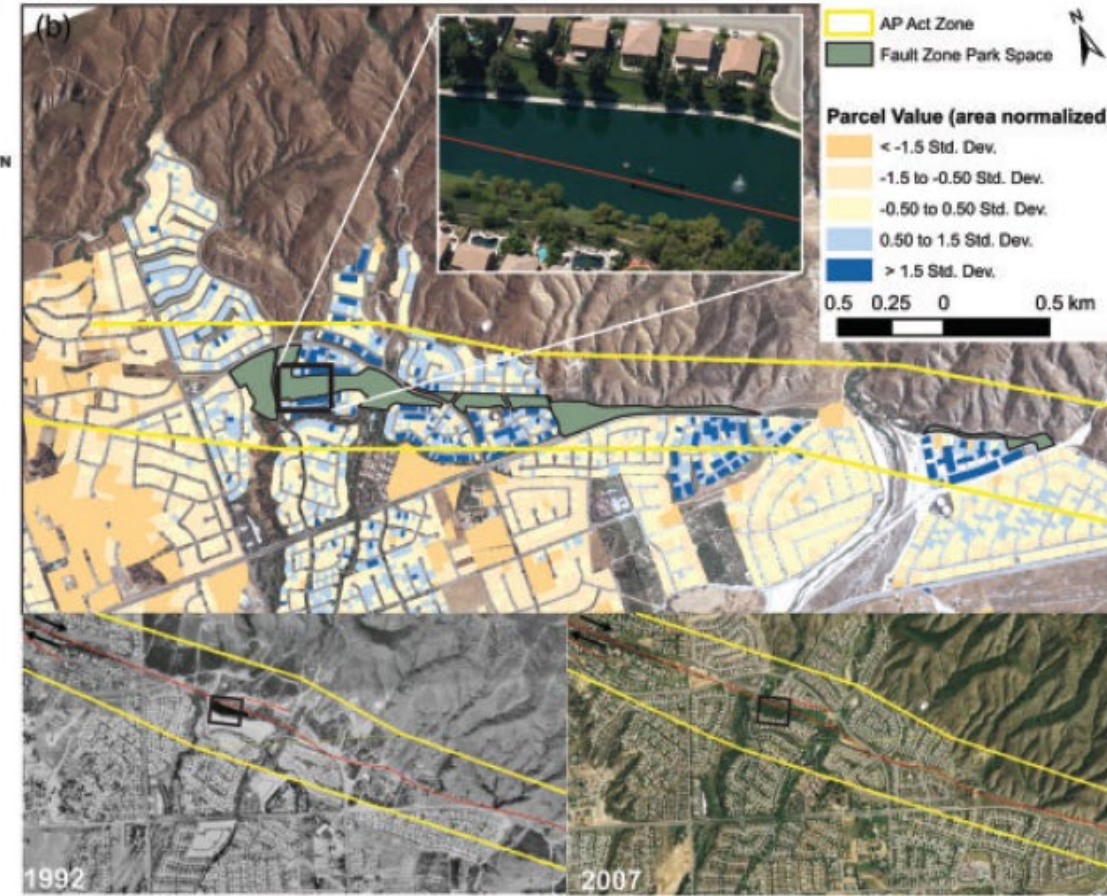 (b)
AP Act Zone
Fault Zone Park Space
N
Parcel Value (area normalized
< -1.5 Std. Dev.
-1.5 to -0.50 Std. Dev.
-0.50 to 0.50 Std. Dev.
0.50 to 1.5 Std. Dev.
> 1.5 Std. Dev.
0.5 0.25 0 0.5 km
N
1992
2007